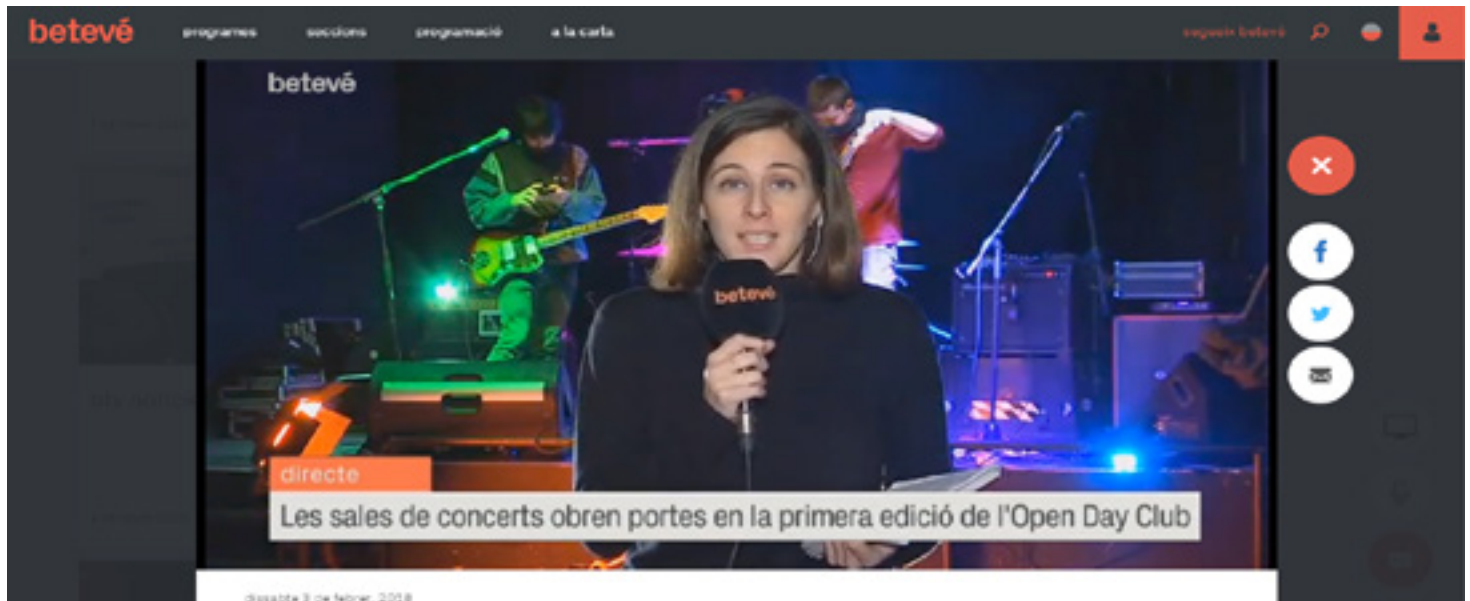 betevé
programes seccions programació a la carta
segueix betevé
betevé
betevé
directe
Les sales de concerts obren portes en la primera edició de l'Open Day Club
dissabte 3 de febrer, 2018